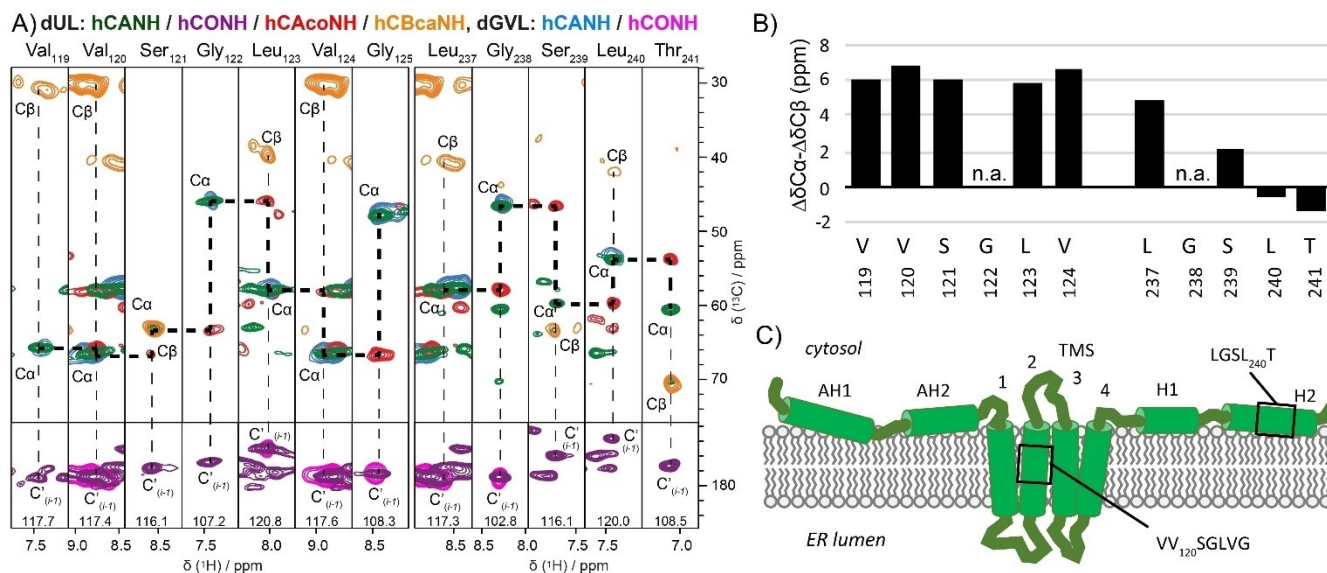 A) dUL: hCANH / hCONH / hCAcoNH / hCBcaNH, dGVL: hCANH / hCONH
Val119 Val120 Ser121 Gly122 Leu123 Val124 Gly125 Leu237 Gly238 Ser239 Leu240 Thr241
Cβ Cβ Cβ Cβ Cβ Cβ
Cα Cα Cα
Cα Cα Cα
Cα Cα Cα Cβ Cα Cβ Cα
Cβ
C'(i-1) C'(i-1)
C'(i-1) C'(i-1) C'(i-1) C'(i-1) C'(i-1) C'(i-1) C'(i-1) C'(i-1) C'(i-1) C'(i-1)
117.7 117.4 116.1 107.2 120.8 117.6 108.3 117.3 102.8 116.1 120.0 108.5
7.5 9.0 8.5 8.5 7.5 8.0 9.0 8.5 8.5 8.5 8.0 7.5 7.5 7.0
δ (¹H) / ppm δ (¹H) / ppm
30
40
50
60
70
180
δ (¹³C) / ppm
B)
ΔδCα-ΔδCβ (ppm)
8
6
4
2
0
-2
n.a. n.a.
V V S G L V L G S L T
119 120 121 122 123 124 237 238 239 240 241
C)
cytosol
AH1 AH2 1 2 TMS 3 4 H1 H2
LGSL240T
ER lumen
VV120SGLVG